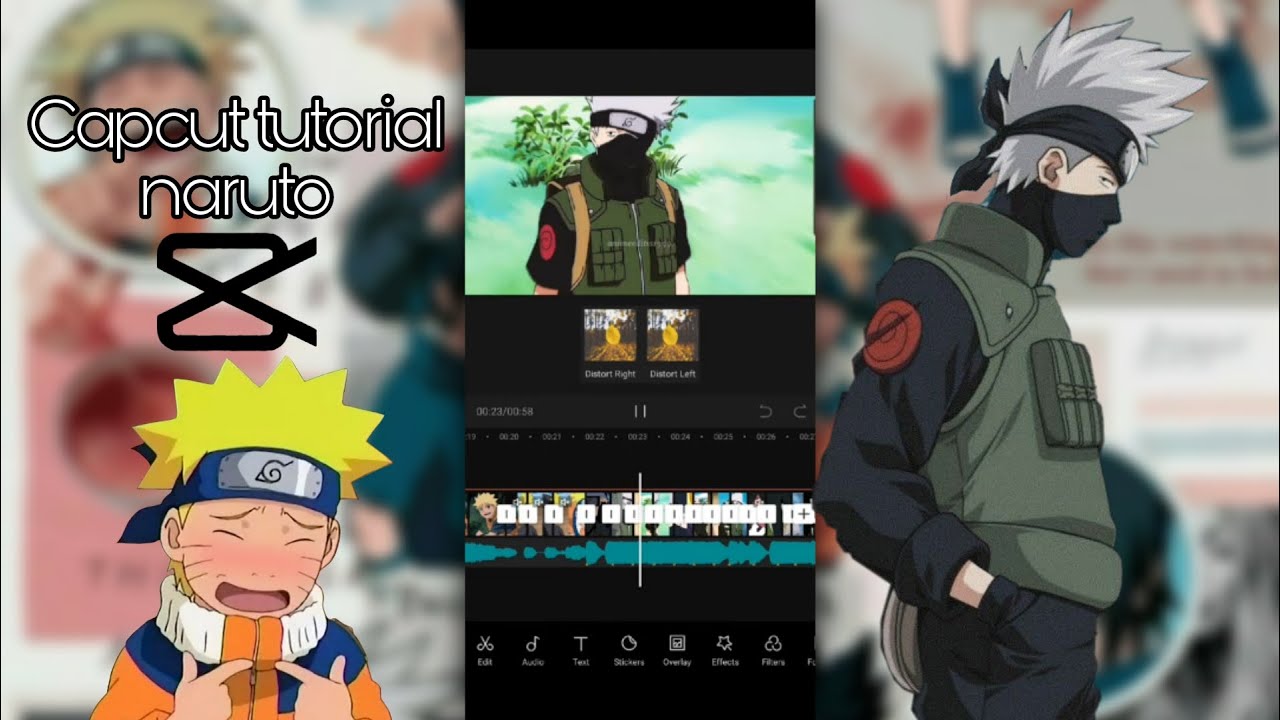 Capcut tutorial
naruto
Distort Right
Distort Left
00:23/00:58
:19
00:20
00:21
00:22
00:23
00:24
00:25
00:26
Edit
Audio
Text
Stickers
Overlay
Effects
Filters